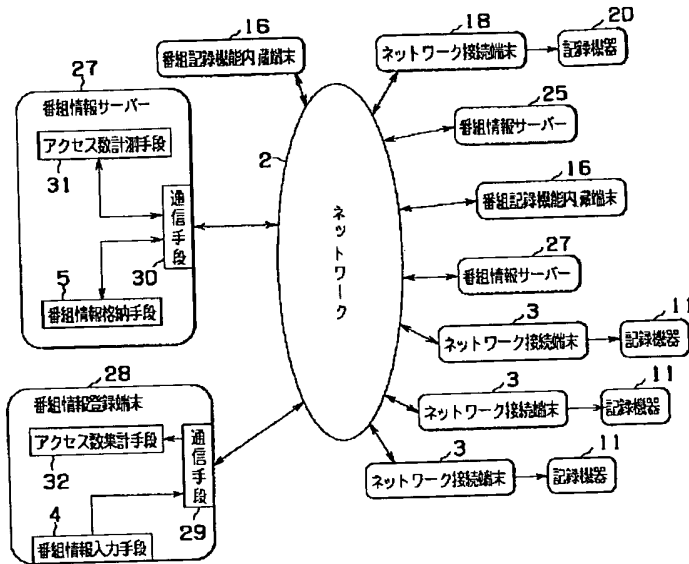 16
番組記録機能内蔵端末
18
ネットワーク接続端末
20
記録機器
27
番組情報サーバー
アクセス数計測手段
31
通信手段
30
5
番組情報格納手段
2
ネットワーク
25
番組情報サーバー
16
番組記録機能内蔵端末
27
番組情報サーバー
3
ネットワーク接続端末
11
記録機器
3
ネットワーク接続端末
11
記録機器
3
ネットワーク接続端末
11
記録機器
28
番組情報登録端末
アクセス数集計手段
32
通信手段
29
4
番組情報入力手段